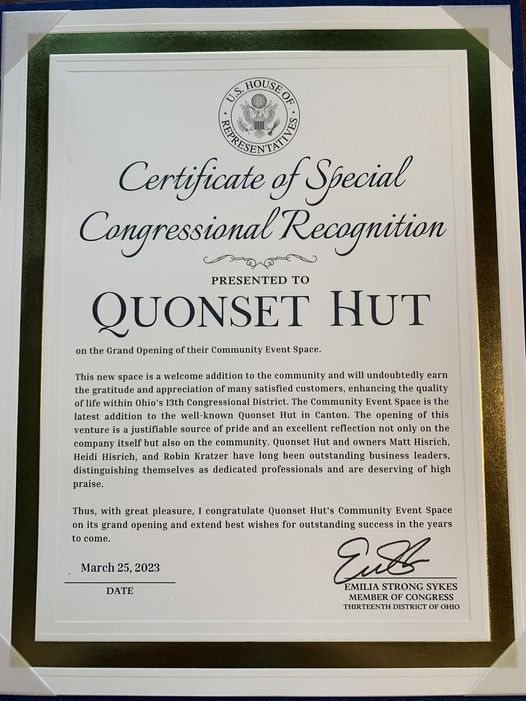 U.S. HOUSE OF
REPRESENTATIVES
Certificate of Special
Congressional Recognition
PRESENTED TO
QUONSET HUT
on the Grand Opening of their Community Event Space.
This new space is a welcome addition to the community and will undoubtedly earn
the gratitude and appreciation of many satisfied customers, enhancing the quality
of life within Ohio's 13th Congressional District. The Community Event Space is the
latest addition to the well-known Quonset Hut in Canton. The opening of this
venture is a justifiable source of pride and an excellent reflection not only on the
company itself but also on the community. Quonset Hut and owners Matt Hisrich,
Heidi Hisrich, and Robin Kratzer have long been outstanding business leaders,
distinguishing themselves as dedicated professionals and are deserving of high
praise.
Thus, with great pleasure, I congratulate Quonset Hut's Community Event Space
on its grand opening and extend best wishes for outstanding success in the years
to come.
March 25, 2023
DATE
EMILIA STRONG SYKES
MEMBER OF CONGRESS
THIRTEENTH DISTRICT OF OHIO